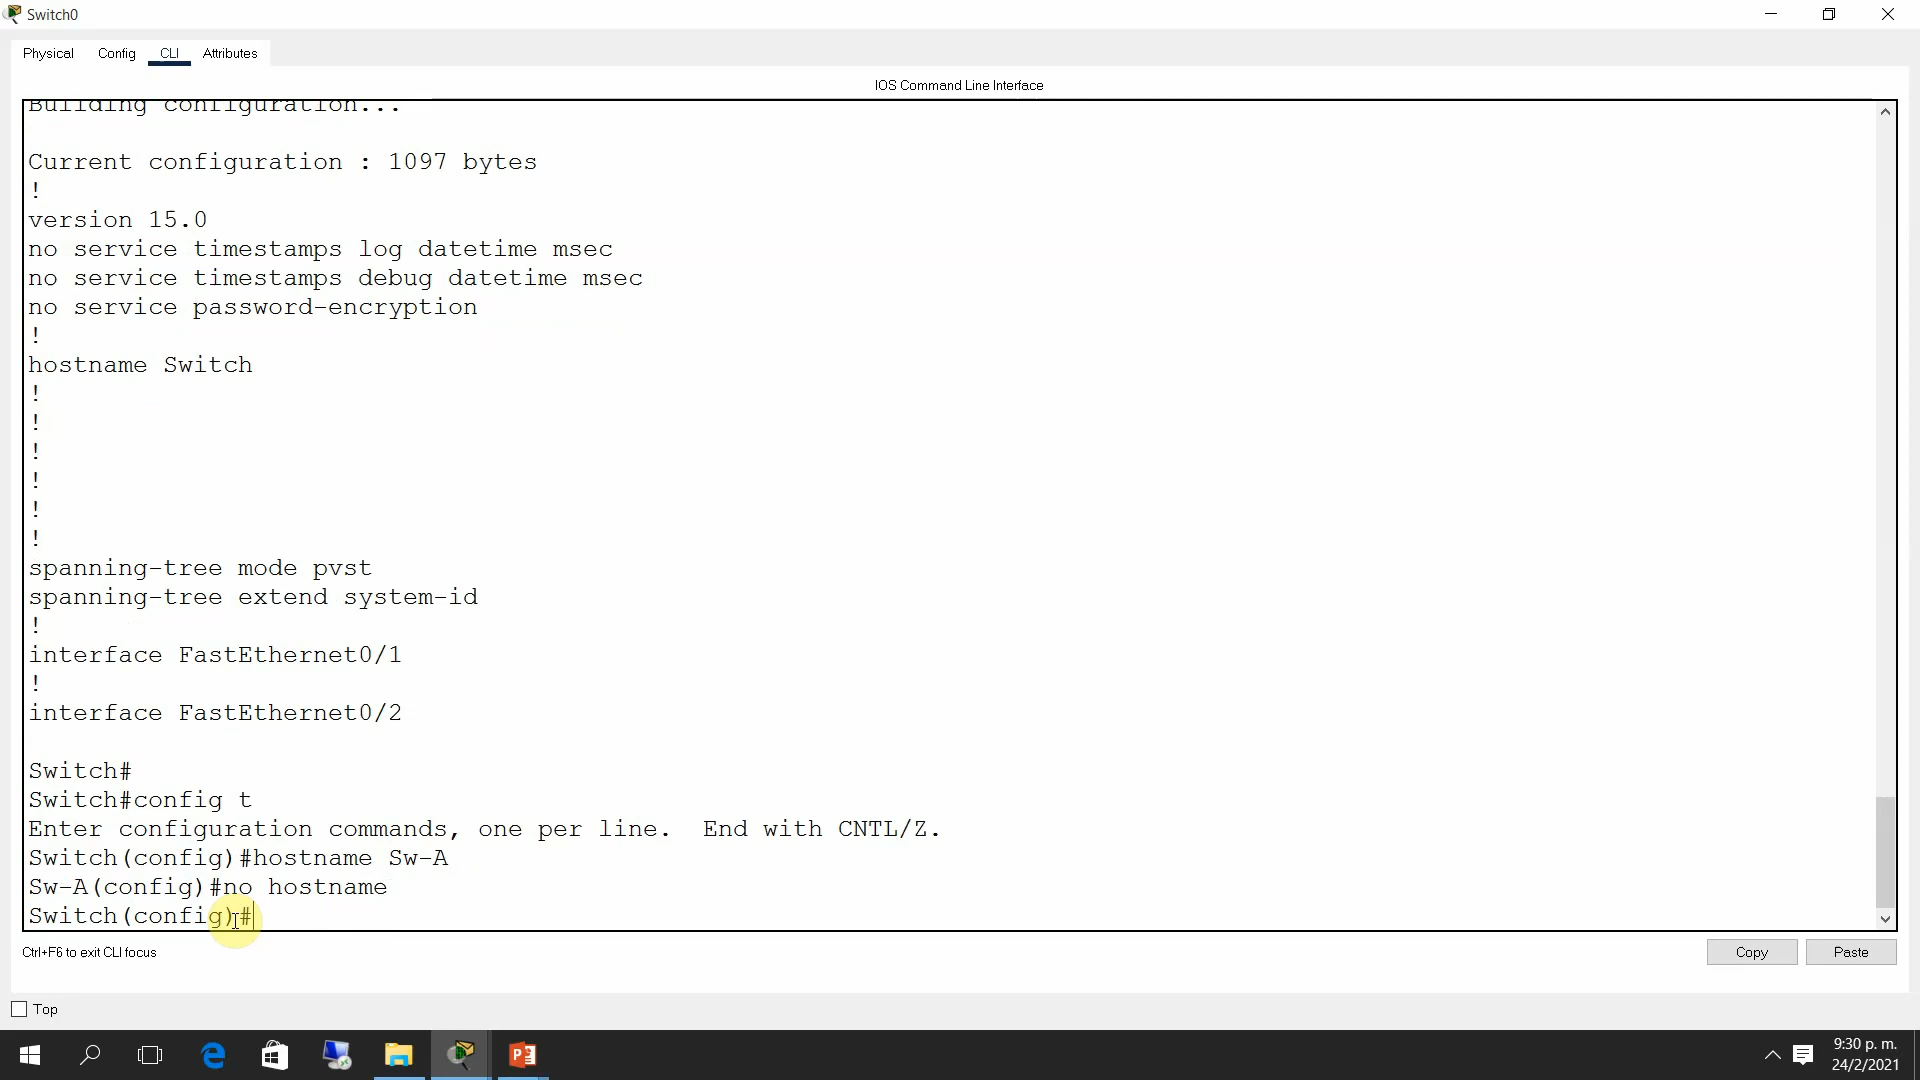 Switch0
Physical Config CLI Attributes
IOS Command Line Interface
Building configuration...
Current configuration : 1097 bytes
!
version 15.0
no service timestamps log datetime msec
no service timestamps debug datetime msec
no service password-encryption
!
hostname Switch
!
!
!
!
!
!
spanning-tree mode pvst
spanning-tree extend system-id
!
interface FastEthernet0/1
!
interface FastEthernet0/2
Switch#
Switch#config t
Enter configuration commands, one per line.  End with CNTL/Z.
Switch(config)#hostname Sw-A
Sw-A(config)#no hostname
Switch(config)#
Ctrl+F6 to exit CLI focus
Copy Paste
Top
9:30 p. m.
24/2/2021